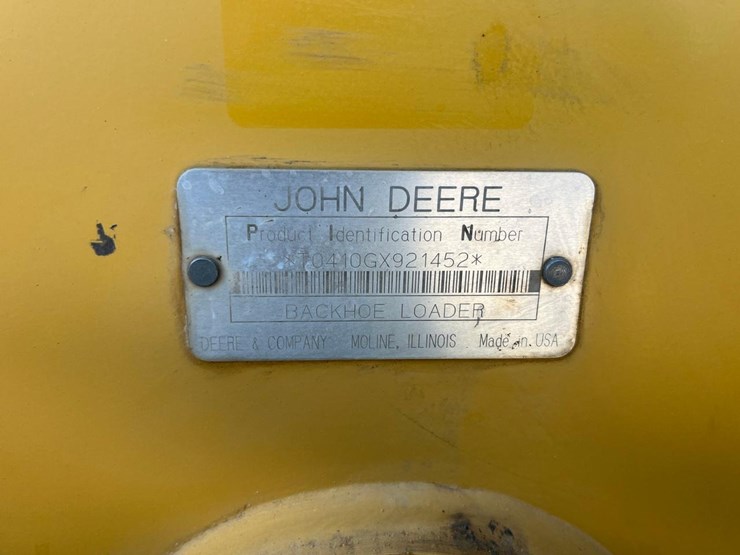 JOHN DEERE
Product Identification Number
T0410GX921452*
BACKHOE LOADER
DEERE & COMPANY MOLINE, ILLINOIS Made in USA